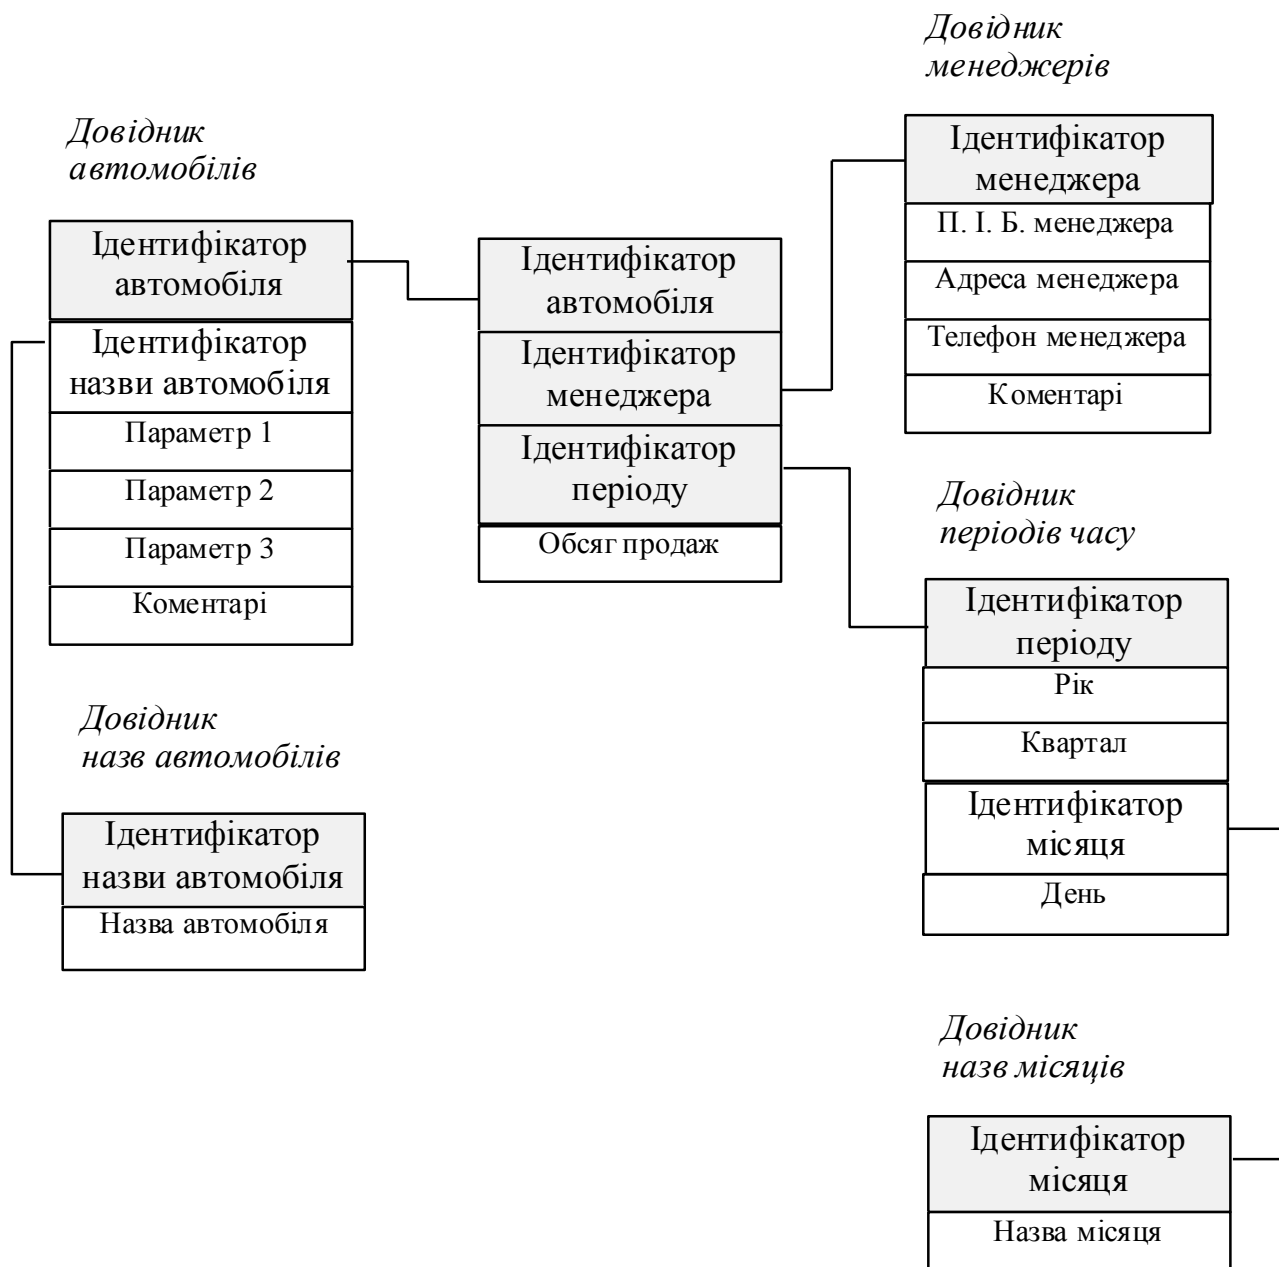 Довідник
менеджерів
Ідентифікатор
менеджера
П. І. Б. менеджера
Адреса менеджера
Телефон менеджера
Коментарі
Довідник
автомобілів
Ідентифікатор
автомобіля
Ідентифікатор
назви автомобіля
Параметр 1
Параметр 2
Параметр 3
Коментарі
Ідентифікатор
автомобіля
Ідентифікатор
менеджера
Ідентифікатор
періоду
Обсяг продаж
Довідник
періодів часу
Ідентифікатор
періоду
Рік
Квартал
Ідентифікатор
місяця
День
Довідник
назв автомобілів
Ідентифікатор
назви автомобіля
Назва автомобіля
Довідник
назв місяців
Ідентифікатор
місяця
Назва місяця